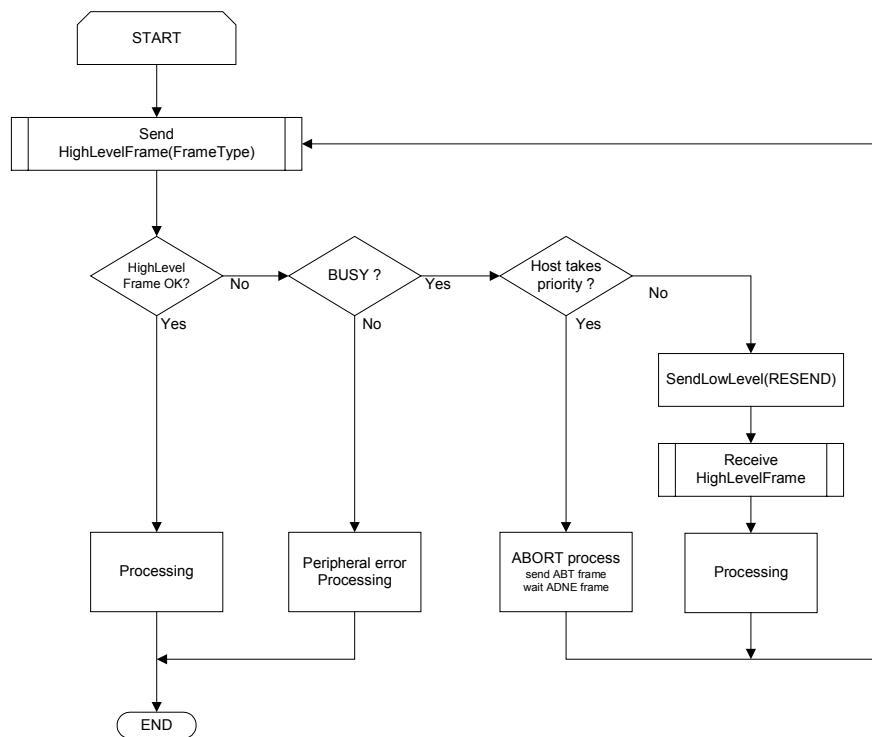 START
Send
HighLevelFrame(FrameType)
HighLevel
Frame OK?
No
Yes
BUSY ?
Yes
No
Host takes
priority ?
No
Yes
SendLowLevel(RESEND)
Receive
HighLevelFrame
Processing
Peripheral error
Processing
ABORT process
send ABT frame
wait ADNE frame
Processing
END